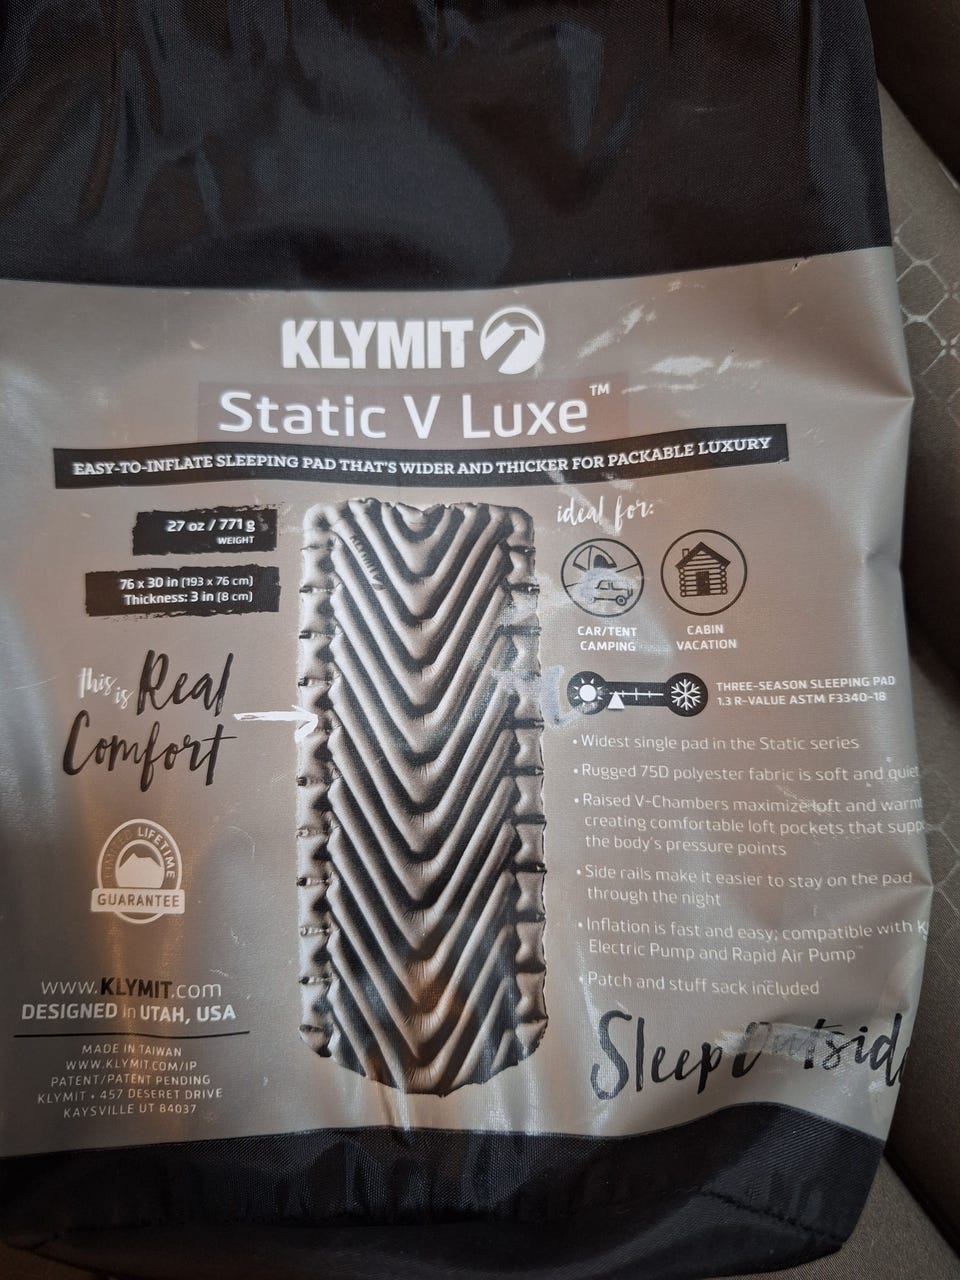 KLYMIT
Static V Luxe™
EASY-TO-INFLATE SLEEPING PAD THAT'S WIDER AND THICKER FOR PACKABLE LUXURY
27 oz / 771 g
WEIGHT
76 x 30 in (193 x 76 cm)
Thickness: 3 in (8 cm)
this is Real
Comfort
LIMITED LIFETIME
GUARANTEE
www.KLYMIT.com
DESIGNED in UTAH, USA
MADE IN TAIWAN
WWW.KLYMIT.COM/IP
PATENT/PATENT PENDING
KLYMIT • 457 DESERET DRIVE
KAYSVILLE UT 84037
KLYMIT
ideal for:
CAR/TENT
CAMPING
CABIN
VACATION
THREE-SEASON SLEEPING PAD
1.3 R-VALUE ASTM F3340-18
• Widest single pad in the Static series
• Rugged 75D polyester fabric is soft and quiet
• Raised V-Chambers maximize loft and warmt
creating comfortable loft pockets that supp
the body's pressure points
• Side rails make it easier to stay on the pad
through the night
• Inflation is fast and easy; compatible with K
Electric Pump and Rapid Air Pump™
• Patch and stuff sack included
Sleep Outside